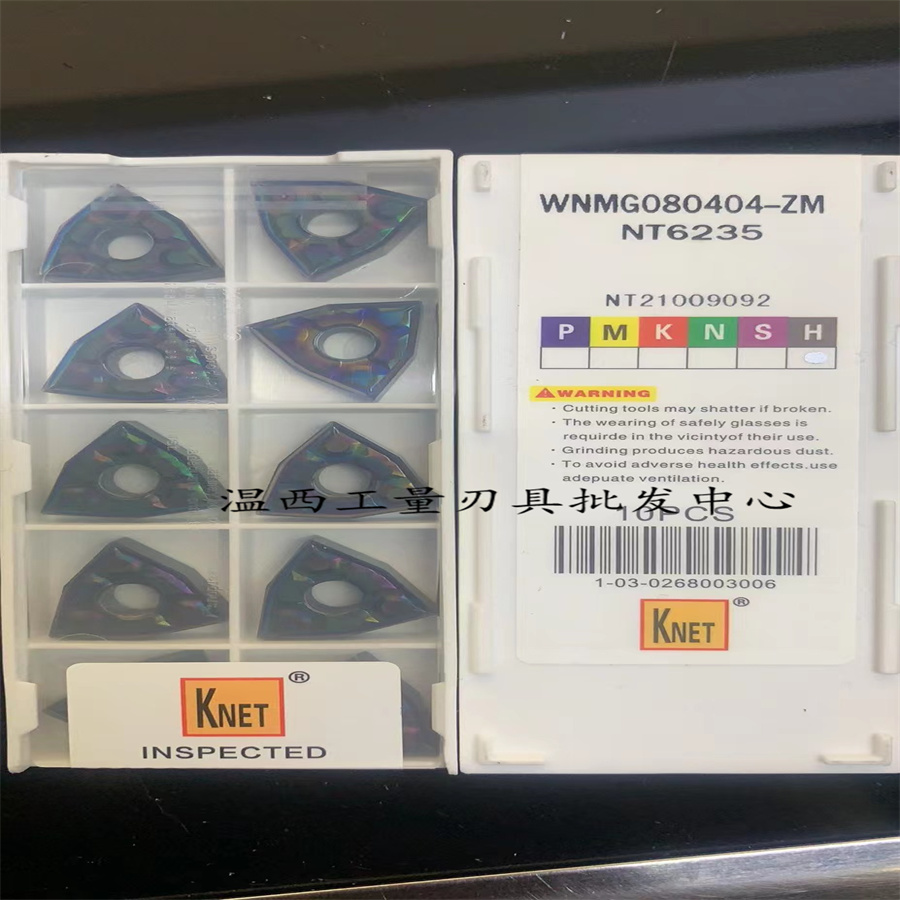 WNMG080404-ZM
NT6235
NT21009092
P M K N S H
WARNING
· Cutting tools may shatter if broken.
· The wearing of safely glasses is
requirde in the vicintyof their use.
· Grinding produces hazardous dust.
· To avoid adverse health effects.use
adepuate ventilation.
温西工量刃具批发中心
10PCS
1-03-0268003006
KNET®
KNET®
INSPECTED